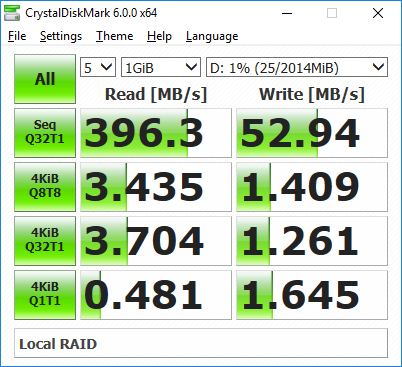 CrystalDiskMark 6.0.0 x64
File Settings Theme Help Language
All 5 1GiB D: 1% (25/2014MiB)
Read [MB/s] Write [MB/s]
Seq Q32T1 396.3 52.94
4KiB Q8T8 3.435 1.409
4KiB Q32T1 3.704 1.261
4KiB Q1T1 0.481 1.645
Local RAID